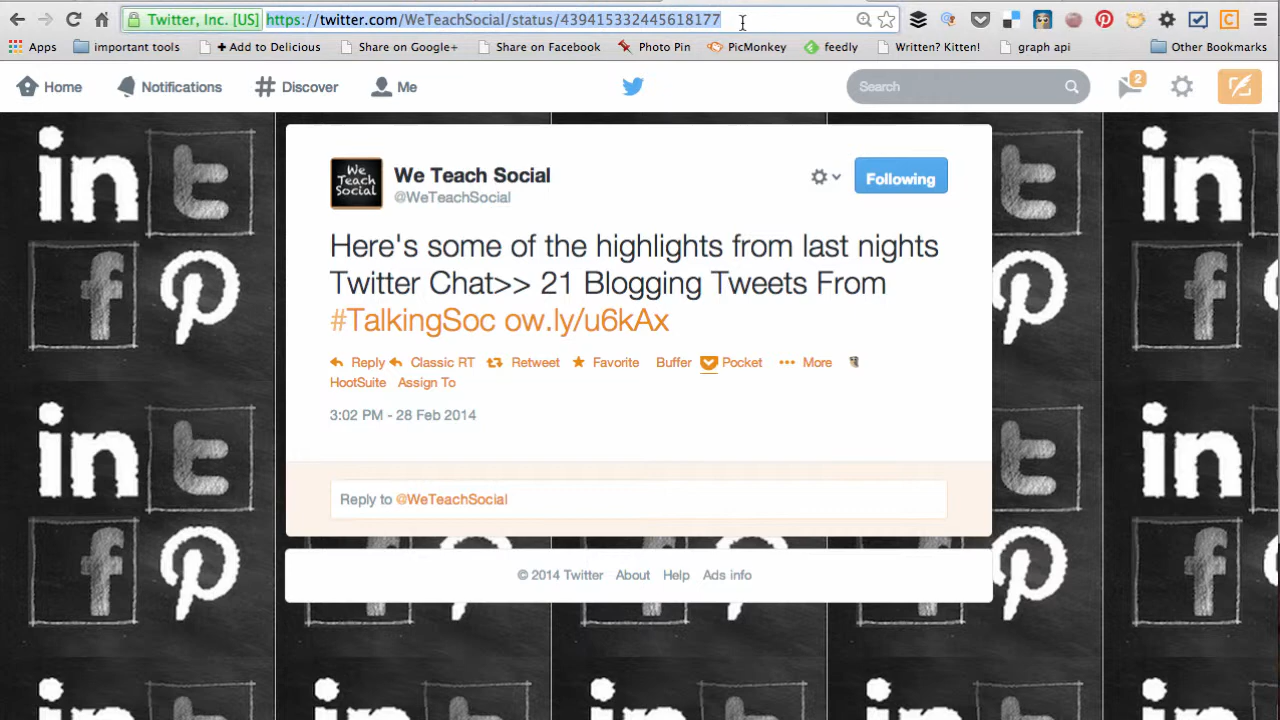 Twitter, Inc. [US] https://twitter.com/WeTeachSocial/status/439415332445618177
Apps important tools + Add to Delicious Share on Google+ Share on Facebook Photo Pin PicMonkey feedly Written? Kitten! graph api Other Bookmarks
Home Notifications Discover Me Search 2
We Teach Social
We Teach Social
@WeTeachSocial
Following
Here's some of the highlights from last nights
Twitter Chat>> 21 Blogging Tweets From
#TalkingSoc ow.ly/u6kAx
Reply Classic RT Retweet Favorite Buffer Pocket More
HootSuite Assign To
3:02 PM - 28 Feb 2014
Reply to @WeTeachSocial
© 2014 Twitter About Help Ads info